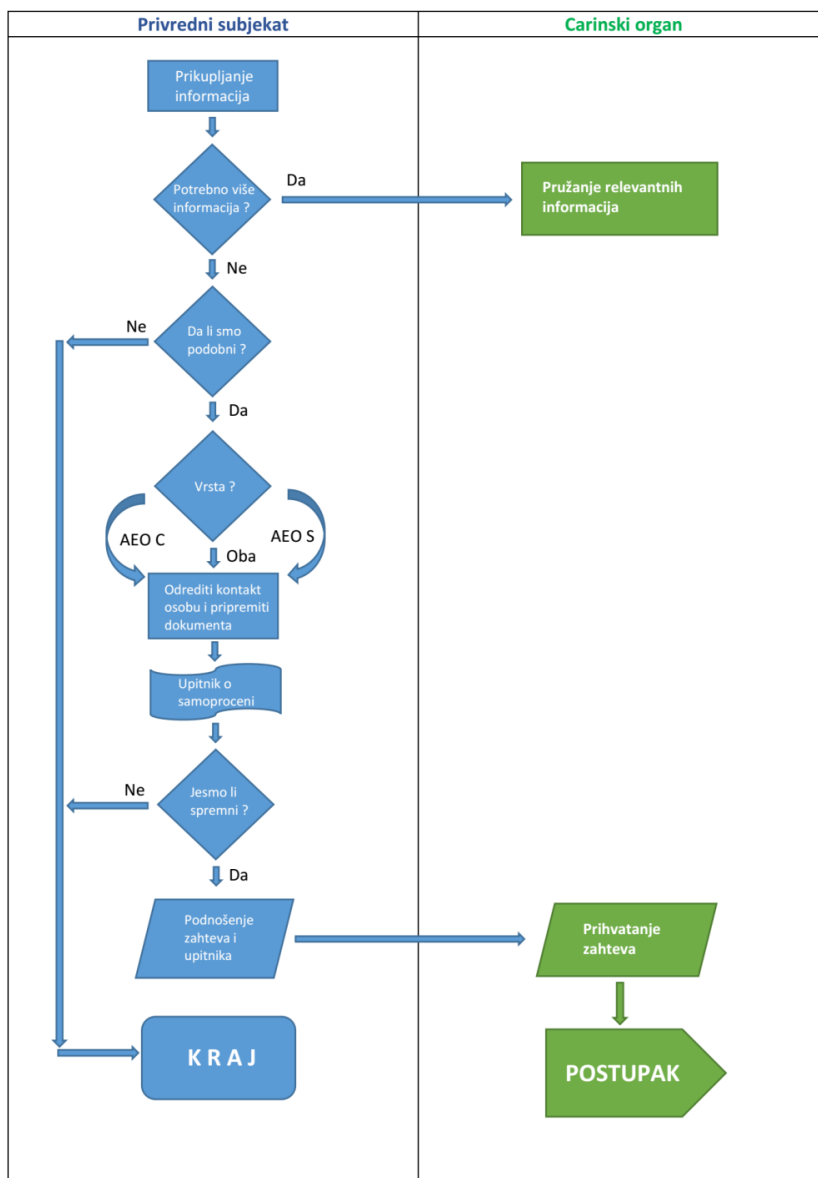 Privredni subjekat
Carinski organ
Prikupljanje
informacija
Potrebno više
informacija ?
Da
Pružanje relevantnih
informacija
Ne
Da li smo
podobni ?
Ne
Da
Vrsta ?
AEO C
AEO S
Oba
Odrediti kontakt
osobu i pripremiti
dokumenta
Upitnik o
samoproceni
Jesmo li
spremni ?
Ne
Da
Podnošenje
zahteva i
upitnika
Prihvatanje
zahteva
K R A J
POSTUPAK